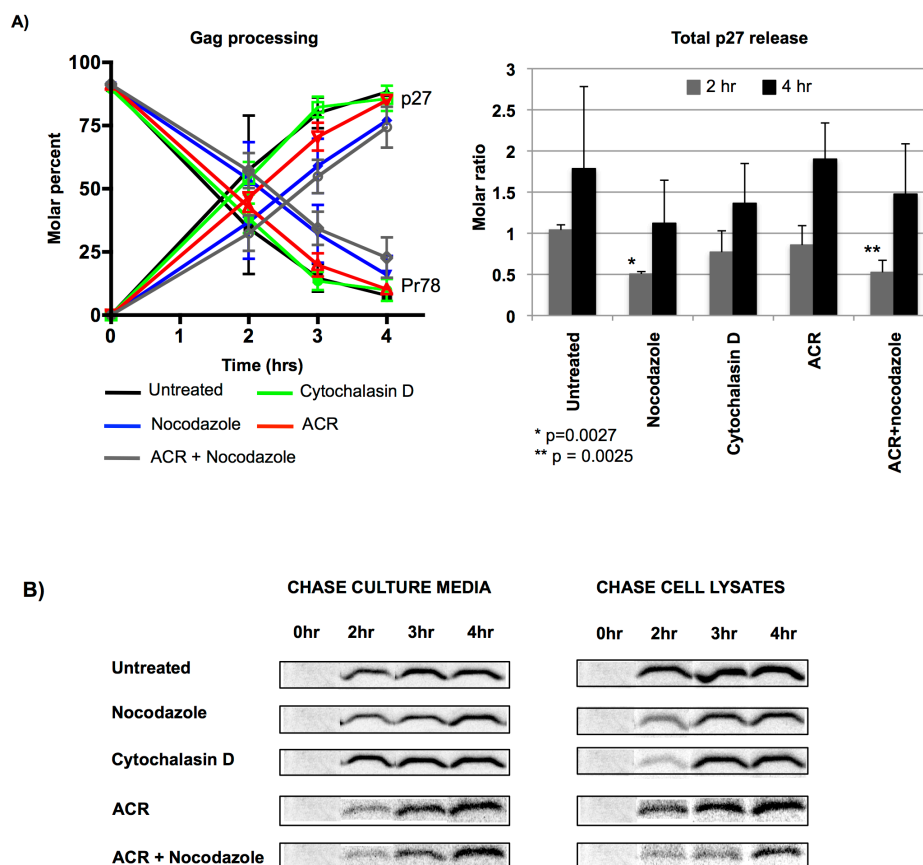 A)
Gag processing
Molar percent
100
75
50
25
0
p27
Pr78
0 1 2 3 4
Time (hrs)
Untreated
Cytochalasin D
Nocodazole
ACR
ACR + Nocodazole
Total p27 release
Molar ratio
3
2.5
2
1.5
1
0.5
0
2 hr 4 hr
*
**
Untreated
Nocodazole
Cytochalasin D
ACR
ACR+nocodazole
* p=0.0027
** p = 0.0025
B)
CHASE CULTURE MEDIA
CHASE CELL LYSATES
0hr 2hr 3hr 4hr
0hr 2hr 3hr 4hr
Untreated
Nocodazole
Cytochalasin D
ACR
ACR + Nocodazole